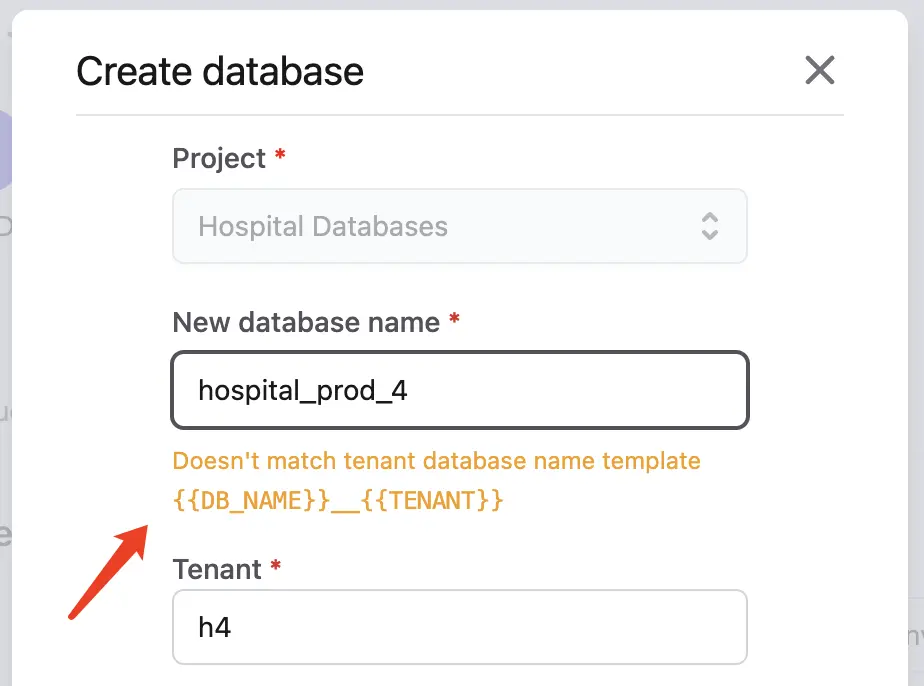 Create database
Project *
Hospital Databases
New database name *
hospital_prod_4
Doesn't match tenant database name template
{{DB_NAME}}__{{TENANT}}
Tenant *
h4